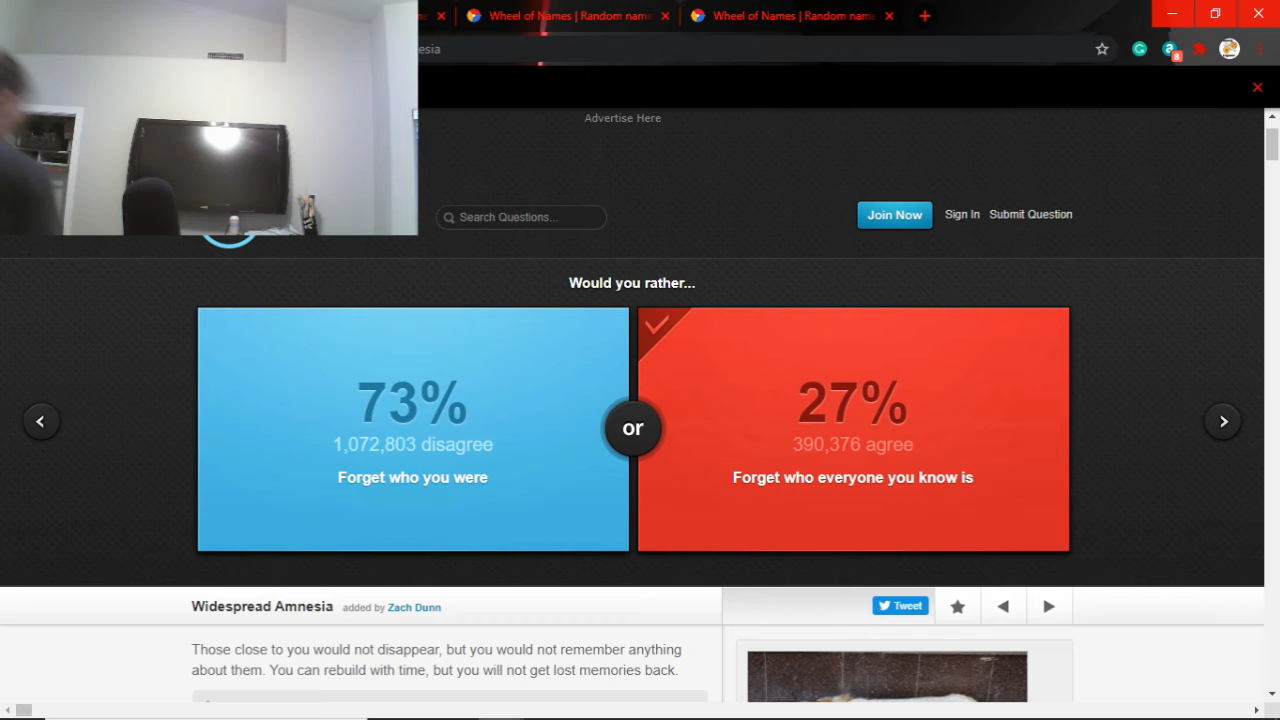 Wheel of Names | Random name
Wheel of Names | Random name
esia
8
Advertise Here
Search Questions...
Join Now
Sign In
Submit Question
Would you rather...
73%
1,072,803 disagree
Forget who you were
or
27%
390,376 agree
Forget who everyone you know is
Widespread Amnesia added by Zach Dunn
Tweet
Those close to you would not disappear, but you would not remember anything
about them. You can rebuild with time, but you will not get lost memories back.